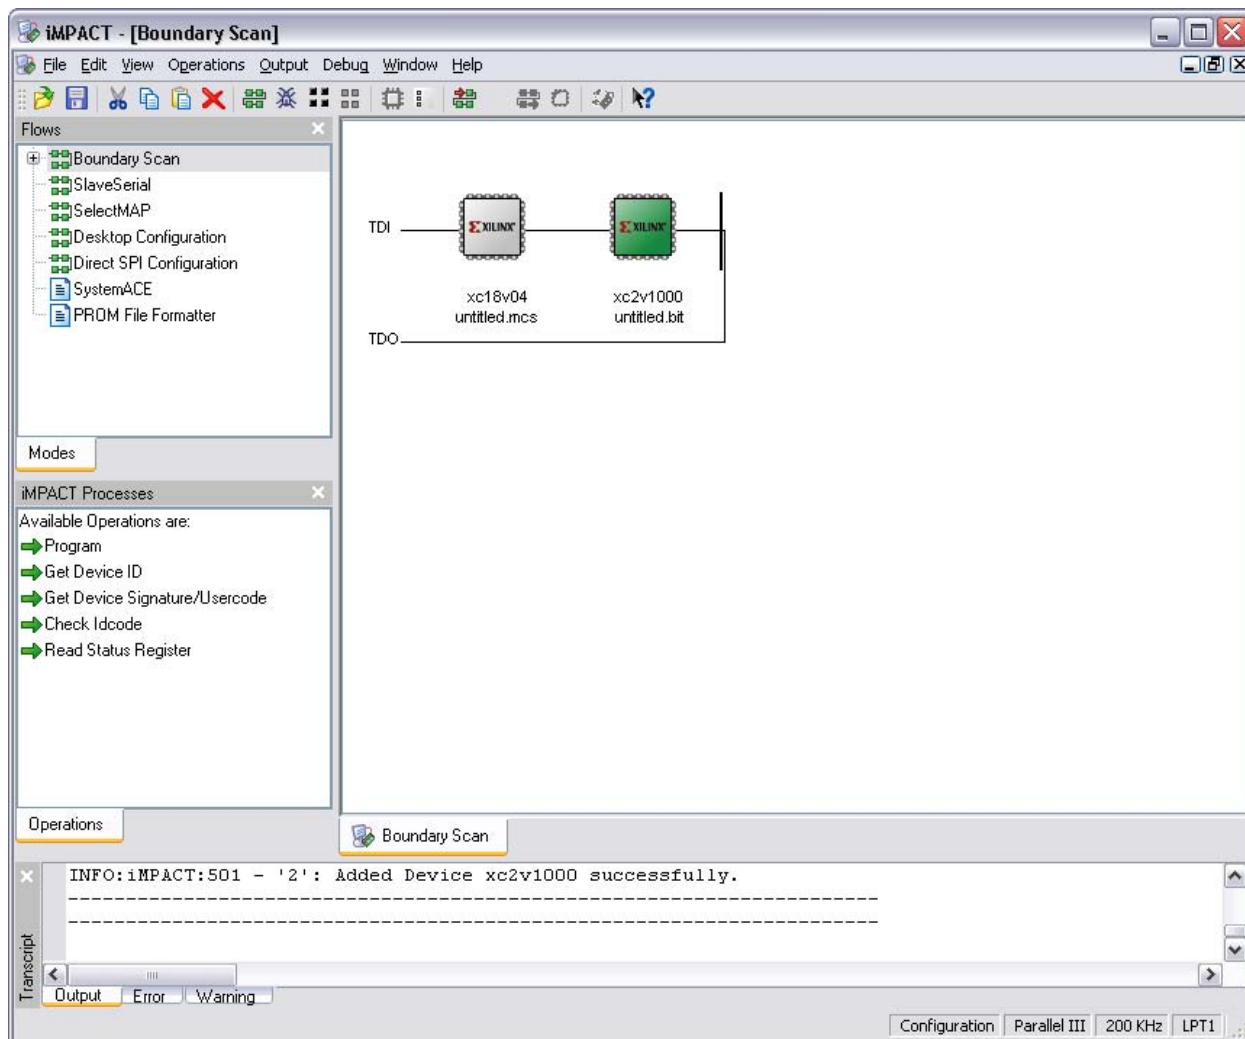 iMPACT - [Boundary Scan]
File Edit View Operations Output Debug Window Help
Flows
Boundary Scan
SlaveSerial
SelectMAP
Desktop Configuration
Direct SPI Configuration
SystemACE
PROM File Formatter
Modes
iMPACT Processes
Available Operations are:
Program
Get Device ID
Get Device Signature/Usercode
Check Idcode
Read Status Register
Operations
TDI
XILINX XILINX
xc18v04 xc2v1000
untitled.mcs untitled.bit
TDO
Boundary Scan
INFO:iMPACT:501 - '2': Added Device xc2v1000 successfully.
----------------------------------------------------------------------
----------------------------------------------------------------------
Transcript
Output Error Warning
Configuration Parallel III 200 KHz LPT1